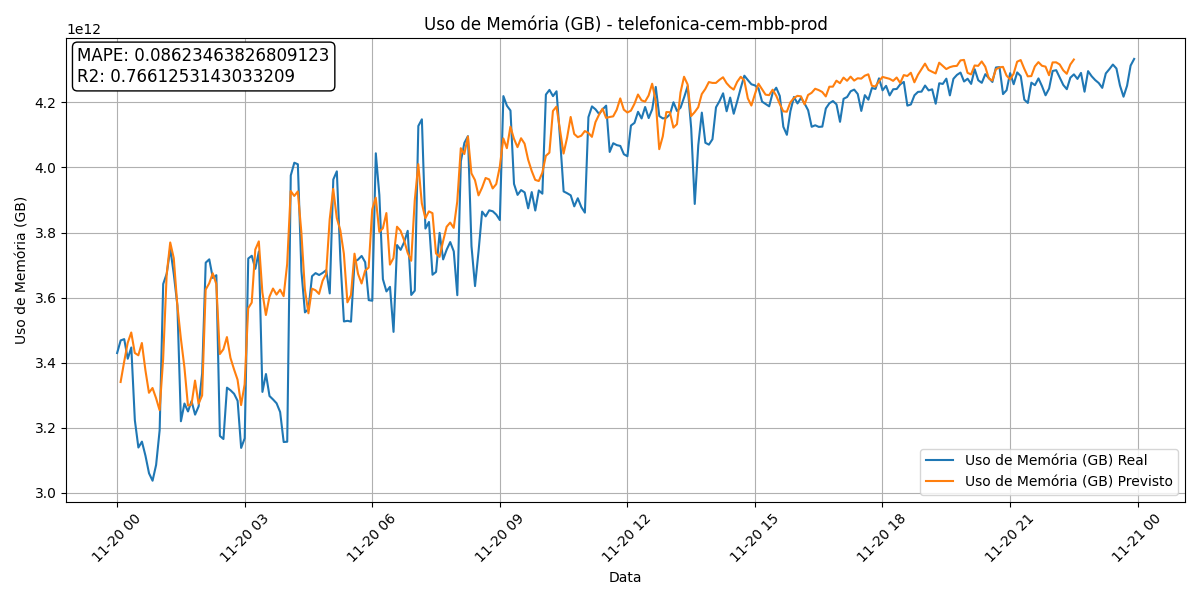 Uso de Memória (GB) - telefonica-cem-mbb-prod
1e12
MAPE: 0.08623463826809123
R2: 0.7661253143033209
Uso de Memória (GB)
4.2
4.0
3.8
3.6
3.4
3.2
3.0
Uso de Memória (GB) Real
Uso de Memória (GB) Previsto
11-20 00
11-20 03
11-20 06
11-20 09
11-20 12
11-20 15
11-20 18
11-20 21
11-21 00
Data